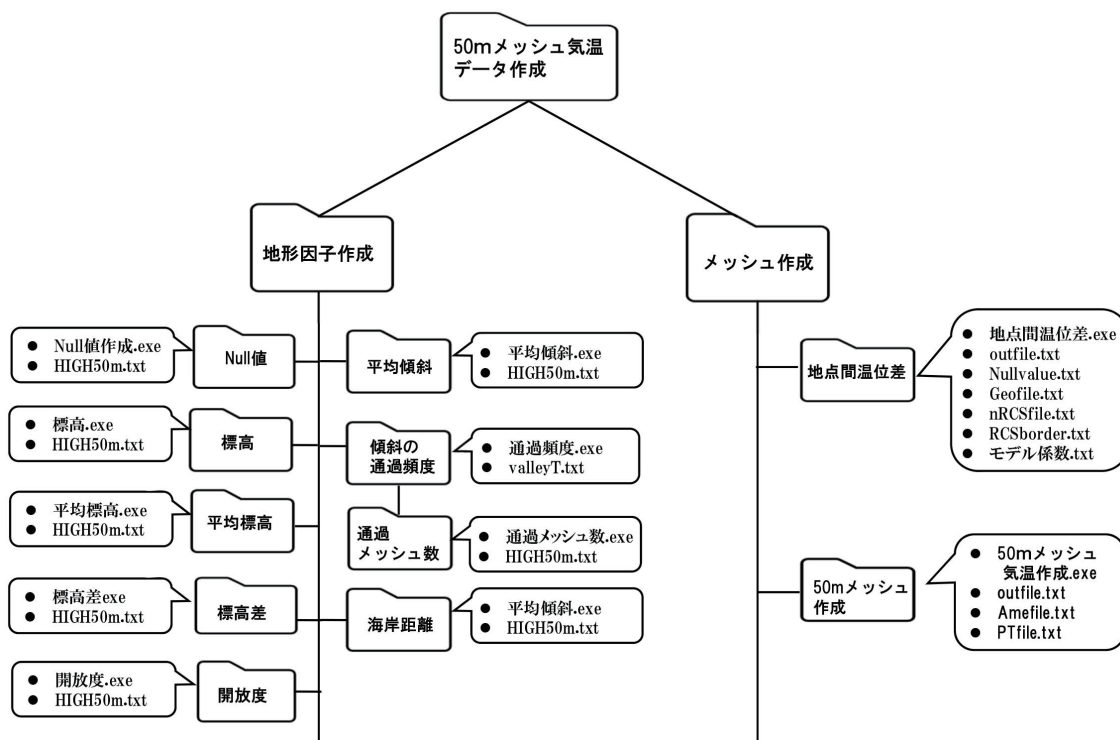 50mメッシュ気温
データ作成
地形因子作成
メッシュ作成
● Null値作成.exe
● HIGH50m.txt
Null値
● 標高.exe
● HIGH50m.txt
標高
● 平均標高.exe
● HIGH50m.txt
平均標高
● 標高差exe
● HIGH50m.txt
標高差
● 開放度.exe
● HIGH50m.txt
開放度
平均傾斜
● 平均傾斜.exe
● HIGH50m.txt
傾斜の
通過頻度
● 通過頻度.exe
● valleyT.txt
通過
メッシュ数
● 通過メッシュ数.exe
● HIGH50m.txt
海岸距離
● 平均傾斜.exe
● HIGH50m.txt
地点間温位差
● 地点間温位差.exe
● outfile.txt
● Nullvalue.txt
● Geofile.txt
● nRCSfile.txt
● RCSborder.txt
● モデル係数.txt
50mメッシュ
作成
● 50mメッシュ
気温作成.exe
● outfile.txt
● Amefile.txt
● PTfile.txt